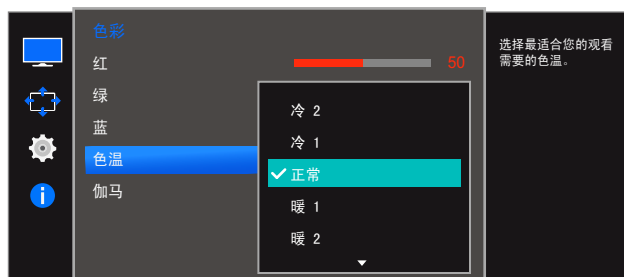 色彩
红 50
绿
蓝
色温
伽马
冷 2
冷 1
正常
暖 1
暖 2
选择最适合您的观看
需要的色温。